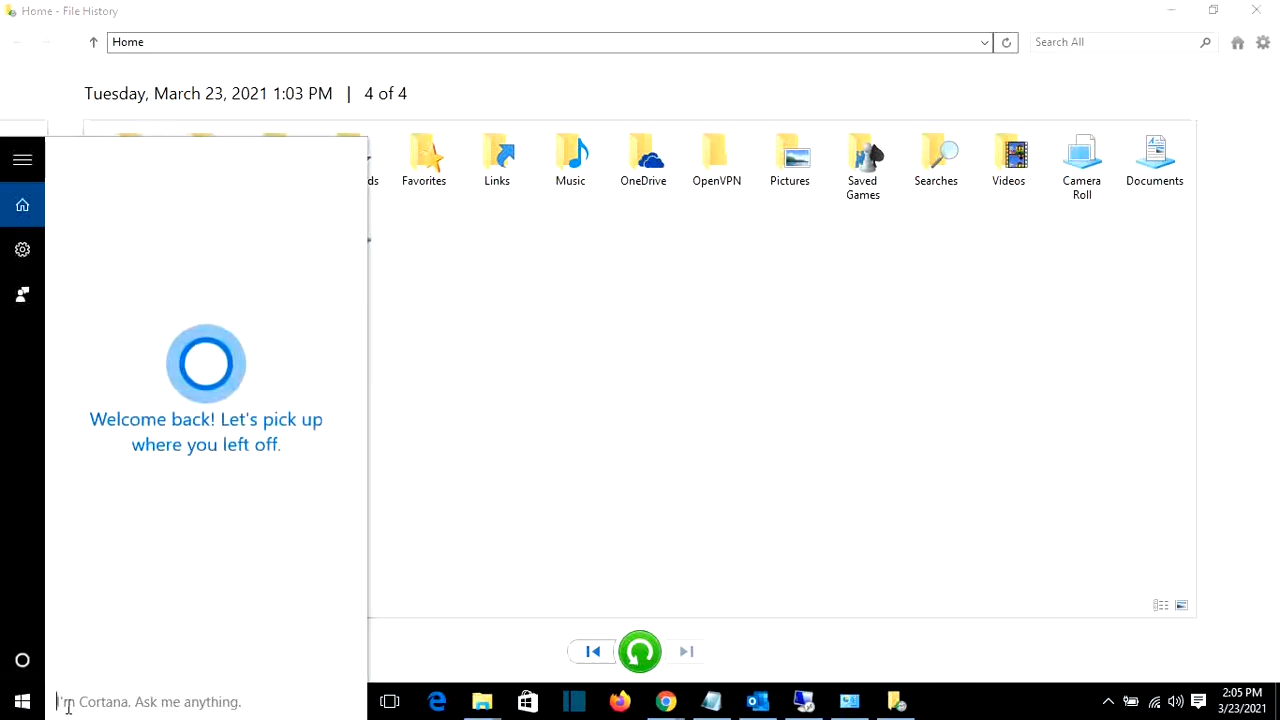 Home - File History
Home
Search All
Tuesday, March 23, 2021 1:03 PM | 4 of 4
ds
Favorites
Links
Music
OneDrive
OpenVPN
Pictures
Saved
Games
Searches
Videos
Camera
Roll
Documents
Welcome back! Let's pick up
where you left off.
I'm Cortana. Ask me anything.
2:05 PM
3/23/2021